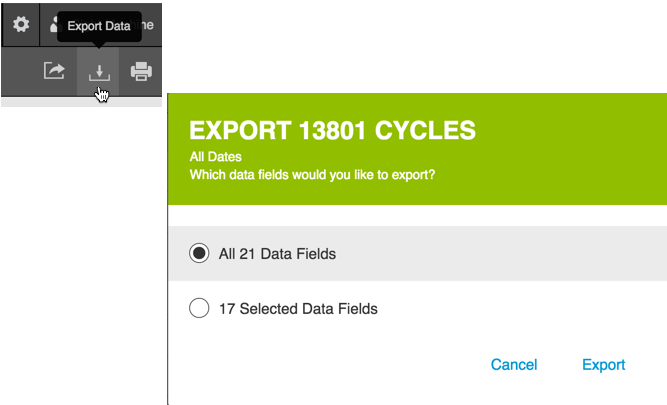 Export Data
ne
EXPORT 13801 CYCLES
All Dates
Which data fields would you like to export?
All 21 Data Fields
17 Selected Data Fields
Cancel
Export